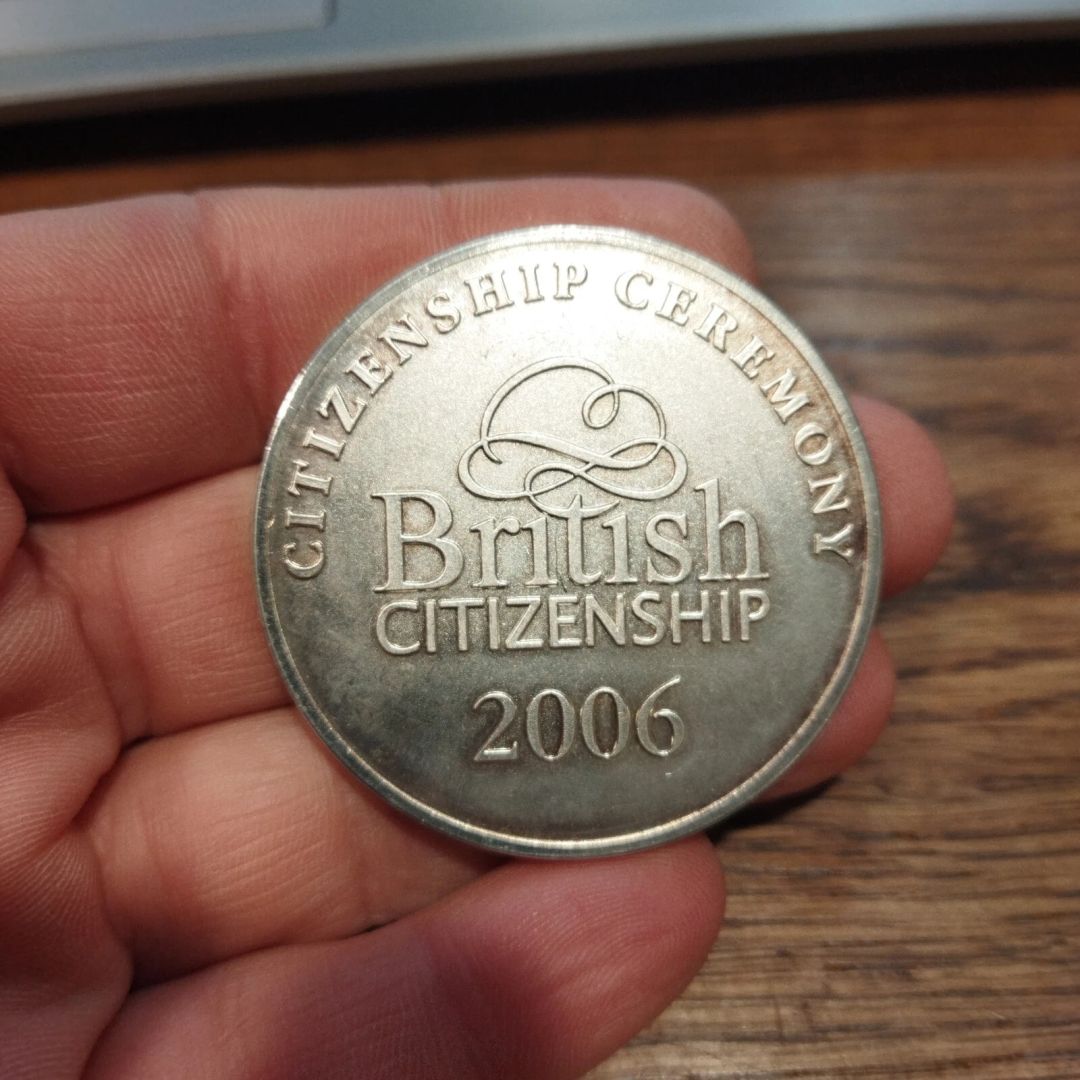 CITIZENSHIP CEREMONY
British
CITIZENSHIP
2006